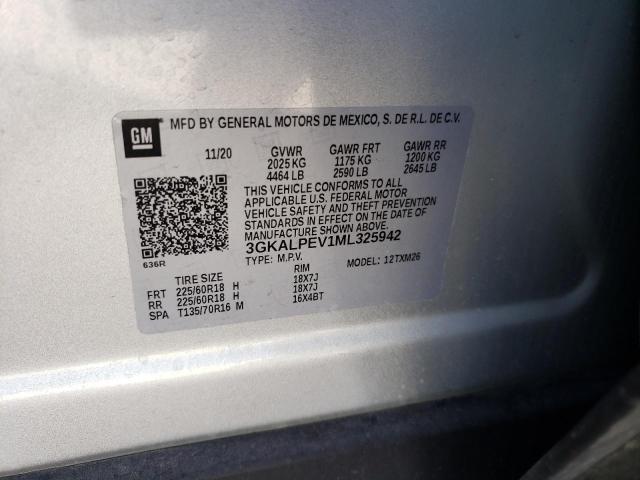 GM
MFD BY GENERAL MOTORS DE MEXICO, S. DE R.L. DE C.V.
11/20 GVWR GAWR FRT GAWR RR
2025 KG 1175 KG 1200 KG
4464 LB 2590 LB 2645 LB
THIS VEHICLE CONFORMS TO ALL
APPLICABLE U.S. FEDERAL MOTOR
VEHICLE SAFETY AND THEFT PREVENTION
STANDARDS IN EFFECT ON THE DATE OF
MANUFACTURE SHOWN ABOVE.
3GKALPEV1ML325942
636R TYPE: M.P.V. MODEL: 12TXM26
TIRE SIZE RIM
FRT 225/60R18 H 18X7J
RR 225/60R18 H 18X7J
SPA T135/70R16 M 16X4BT